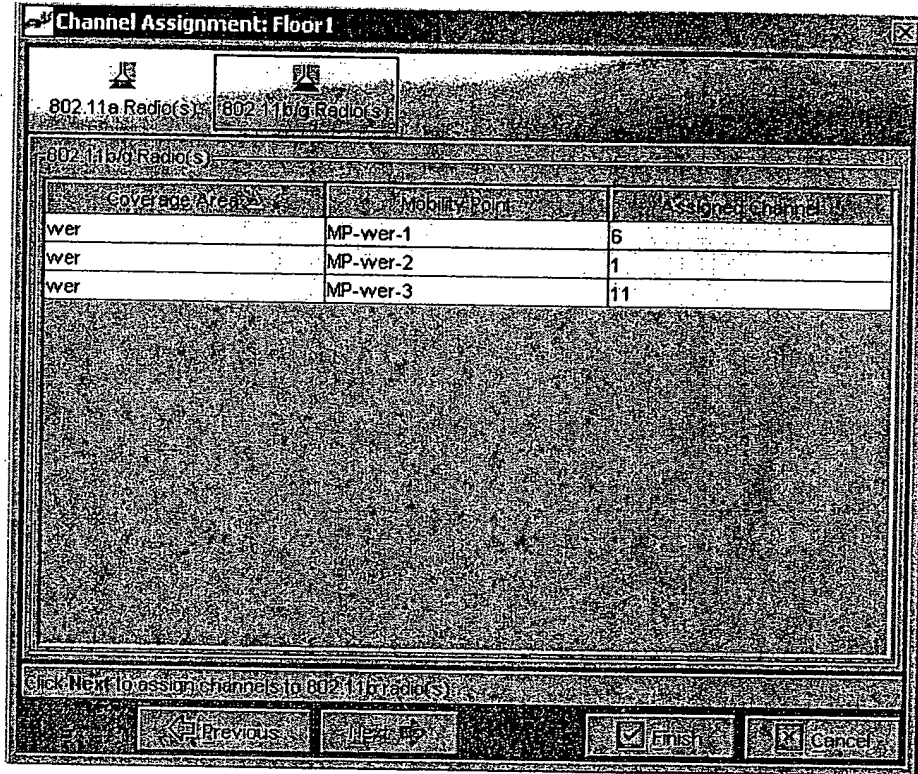 Channel Assignment: Floor1
802.11a Radio(s) 802.11b/g Radio(s)
802.11b/g Radio(s)
Coverage Area Mobility Point Assigned Channel
wer MP-wer-1 6
wer MP-wer-2 1
wer MP-wer-3 11
Click Next to assign channels to 802.11b radio(s).
Previous Next Finish Cancel